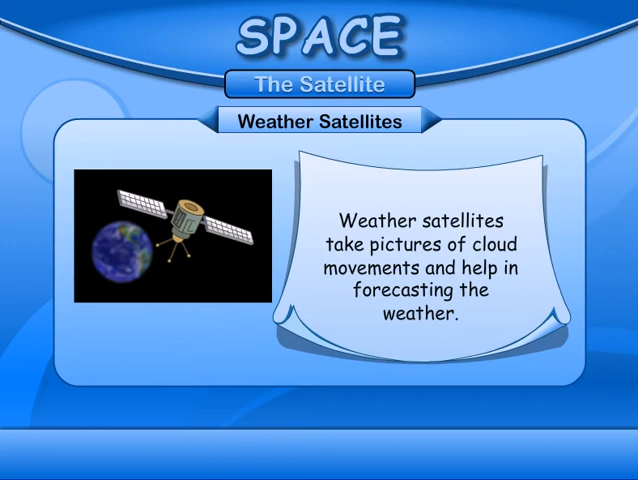 SPACE
The Satellite
Weather Satellites
Weather satellites
take pictures of cloud
movements and help in
forecasting the
weather.